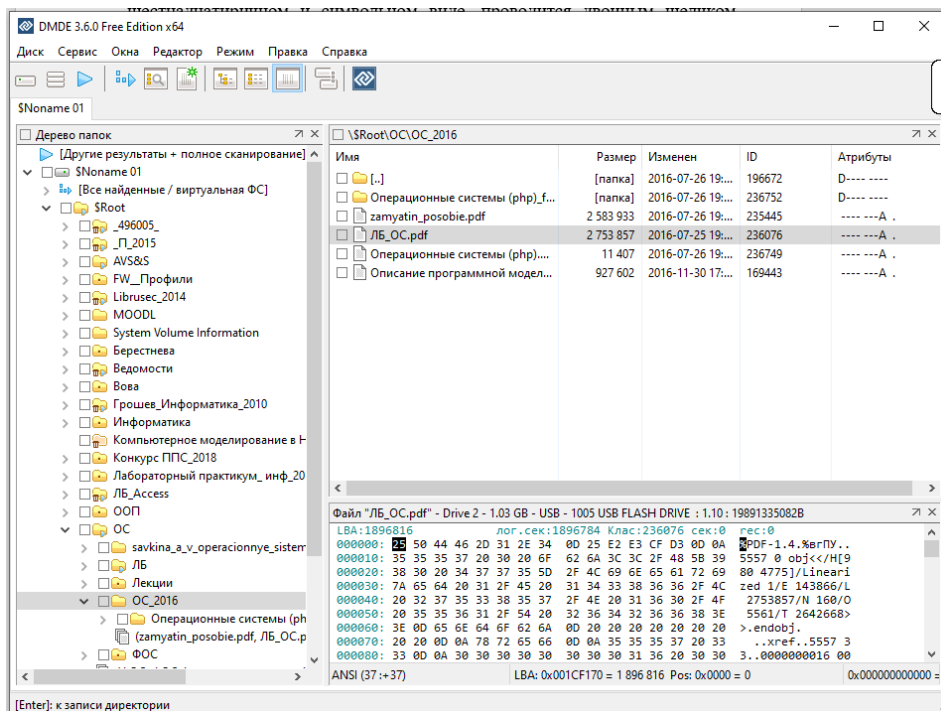 DMDE 3.6.0 Free Edition x64
Диск Сервис Окна Редактор Режим Правка Справка
$Noname 01
Дерево папок
[Другие результаты + полное сканирование]
$Noname 01
[Все найденные / виртуальная ФС]
$Root
_496005_
_П_2015
AVS&S
FW__Профили
Librusec_2014
MOODL
System Volume Information
Берестнева
Ведомости
Вова
Грошев_Информатика_2010
Информатика
Компьютерное моделирование в Н
Конкурс ППС_2018
Лабораторный практикум_ инф_20
ЛБ_Access
ООП
ОС
savkina_a_v_operacionnye_sistem
ЛБ
Лекции
ОС_2016
Операционные системы (ph
(zamyatin_posobie.pdf, ЛБ_ОС.p
ФОС
\$Root\ОС\ОС_2016
Имя Размер Изменен ID Атрибуты
[..] [папка] 2016-07-26 19:... 196672 D---- ----
Операционные системы (php)_f... [папка] 2016-07-26 19:... 236752 D---- ----
zamyatin_posobie.pdf 2 583 933 2016-07-26 19:... 235445 ---- ---A .
ЛБ_ОС.pdf 2 753 857 2016-07-25 19:... 236076 ---- ---A .
Операционные системы (php).... 11 407 2016-07-26 19:... 236749 ---- ---A .
Описание программной модел... 927 602 2016-11-30 17:... 169443 ---- ---A .
Файл "ЛБ_ОС.pdf" - Drive 2 - 1.03 GB - USB - 1005 USB FLASH DRIVE : 1.10 : 19891335082B
LBA:1896816 лог.сек:1896784 Клас:236076 сек:0 rec:0
000000: 25 50 44 46 2D 31 2E 34 0D 25 E2 E3 CF D3 0D 0A %PDF-1.4.%вгПУ..
000010: 35 35 35 37 20 30 20 6F 62 6A 3C 3C 2F 48 5B 39 5557 0 obj<</H[9
000020: 38 30 20 34 37 37 35 5D 2F 4C 69 6E 65 61 72 69 80 4775]/Lineari
000030: 7A 65 64 20 31 2F 45 20 31 34 33 38 36 36 2F 4C zed 1/E 143866/L
000040: 20 32 37 35 33 38 35 37 2F 4E 20 31 36 30 2F 4F 2753857/N 160/O
000050: 20 35 35 36 31 2F 54 20 32 36 34 32 36 36 38 3E 5561/T 2642668>
000060: 3E 0D 65 6E 64 6F 62 6A 0D 20 20 20 20 20 20 20 >.endobj.
000070: 20 20 0D 0A 78 72 65 66 0D 0A 35 35 35 37 20 33 ..xref..5557 3
000080: 33 0D 0A 30 30 30 30 30 30 30 30 31 36 20 30 30 3..0000000016 00
ANSI (37:+37) LBA: 0x001CF170 = 1 896 816 Pos: 0x0000 = 0 0x000000000000 =
[Enter]: к записи директории